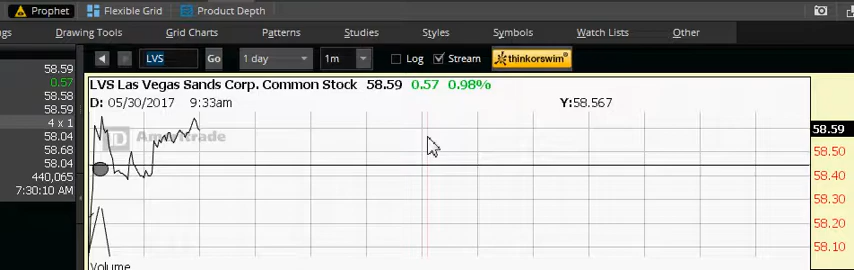 Prophet Flexible Grid Product Depth
Drawing Tools Grid Charts Patterns Studies Styles Symbols Watch Lists Other
LVS Go 1 day 1m Log Stream thinkorswim
58.59
0.57
58.58
58.59
4 x 1
58.04
58.68
58.04
440,065
7:30:10 AM
LVS Las Vegas Sands Corp. Common Stock 58.59 0.57 0.98%
D: 05/30/2017 9:33am Y:58.567
TD Ameritrade
58.59
58.50
58.40
58.30
58.20
58.10
Volume